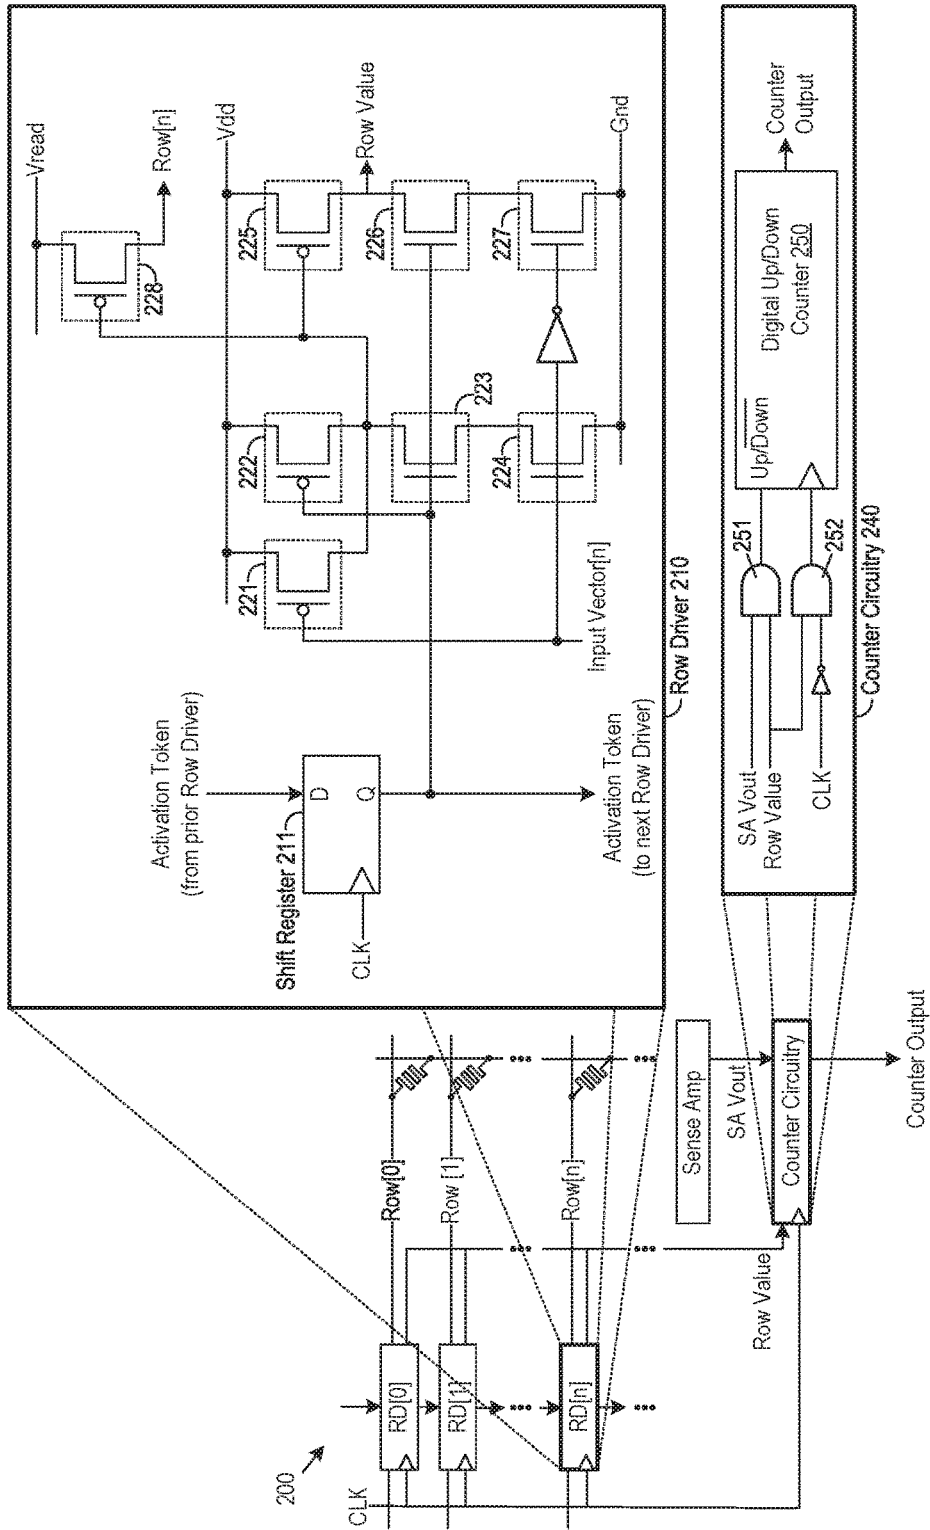 200
CLK
RD[0]
RD[1]
RD[n]
Row[0]
Row [1]
Row[n]
Row Value
Sense Amp
SA Vout
Counter Circuitry
Counter Output
Activation Token
(from prior Row Driver)
Shift Register 211
D
Q
CLK
Activation Token
(to next Row Driver)
Input Vector[n]
Vread
Row[n]
228
Vdd
221
222
223
224
225
226
227
Row Value
Gnd
Row Driver 210
SA Vout
Row Value
CLK
251
252
Up/Down
Digital Up/Down
Counter 250
Counter
Output
Counter Circuitry 240